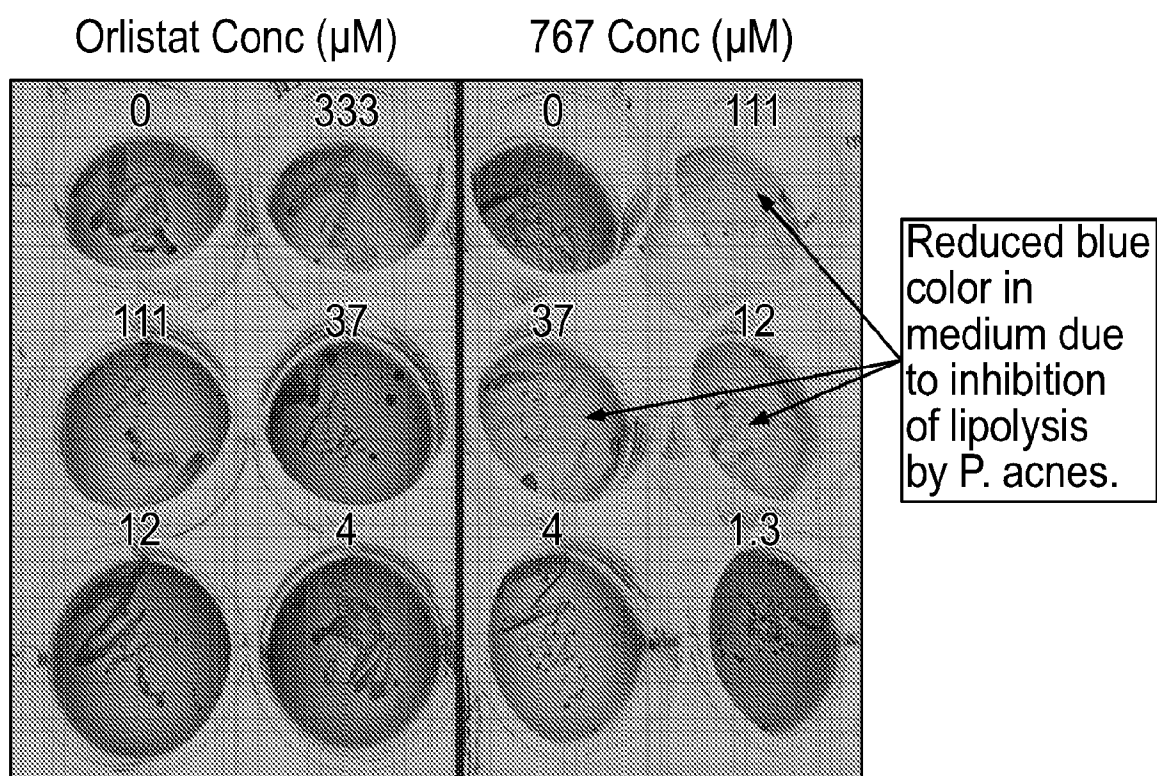 Orlistat Conc (µM) 767 Conc (µM)
0 333 0 111
111 37 37 12
12 4 4 1.3
Reduced blue
color in
medium due
to inhibition
of lipolysis
by P. acnes.